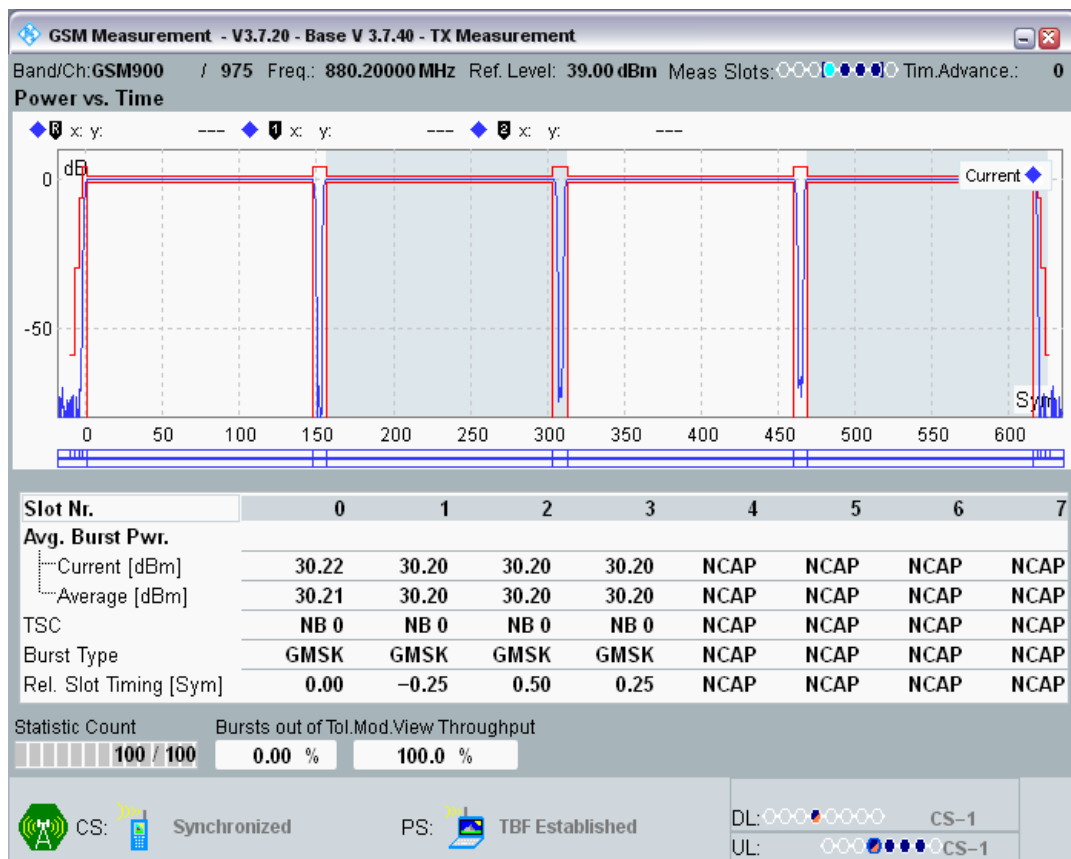 GSM Measurement - V3.7.20 - Base V 3.7.40 - TX Measurement
Band/Ch:GSM900 / 975 Freq.: 880.20000 MHz Ref. Level: 39.00 dBm Meas Slots: Tim.Advance.: 0
Power vs. Time
R x: y: --- 1 x: y: --- 2 x: y: ---
dB
0
Current
-50
Sym
0 50 100 150 200 250 300 350 400 450 500 550 600
Slot Nr. 0 1 2 3 4 5 6 7
Avg. Burst Pwr.
Current [dBm] 30.22 30.20 30.20 30.20 NCAP NCAP NCAP NCAP
Average [dBm] 30.21 30.20 30.20 30.20 NCAP NCAP NCAP NCAP
TSC NB 0 NB 0 NB 0 NB 0 NCAP NCAP NCAP NCAP
Burst Type GMSK GMSK GMSK GMSK NCAP NCAP NCAP NCAP
Rel. Slot Timing [Sym] 0.00 −0.25 0.50 0.25 NCAP NCAP NCAP NCAP
Statistic Count Bursts out of Tol.Mod.View Throughput
100 / 100 0.00 % 100.0 %
CS: Synchronized PS: TBF Established DL: CS−1
UL: CS−1